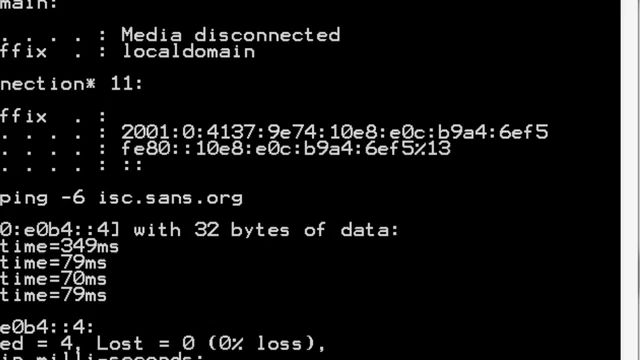 main:
. . . . : Media disconnected
ffix  . : localdomain
nection* 11:
ffix  . :
. . . . : 2001:0:4137:9e74:10e8:e0c:b9a4:6ef5
. . . . : fe80::10e8:e0c:b9a4:6ef5%13
. . . . : ::
ping -6 isc.sans.org
0:e0b4::4] with 32 bytes of data:
time=349ms
time=79ms
time=70ms
time=79ms
e0b4::4:
ed = 4, Lost = 0 (0% loss),
in milli-seconds: